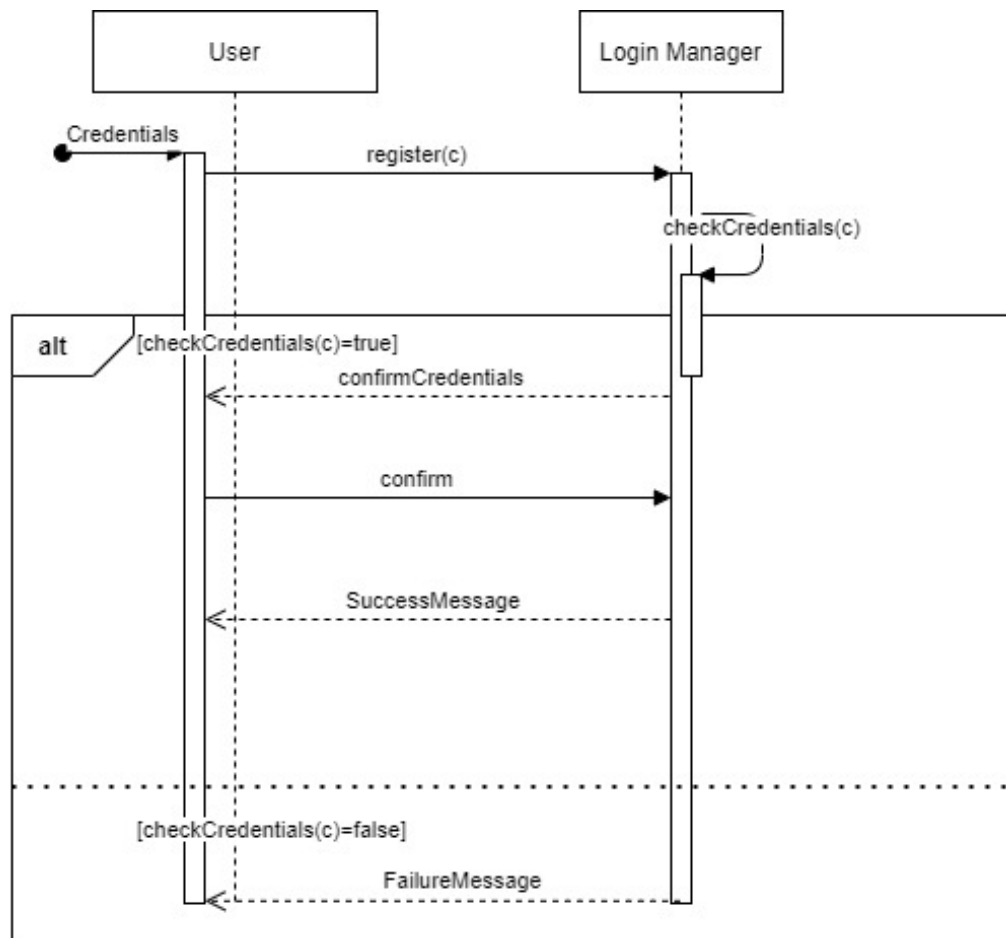 User
Login Manager
Credentials
register(c)
checkCredentials(c)
alt
[checkCredentials(c)=true]
confirmCredentials
confirm
SuccessMessage
[checkCredentials(c)=false]
FailureMessage